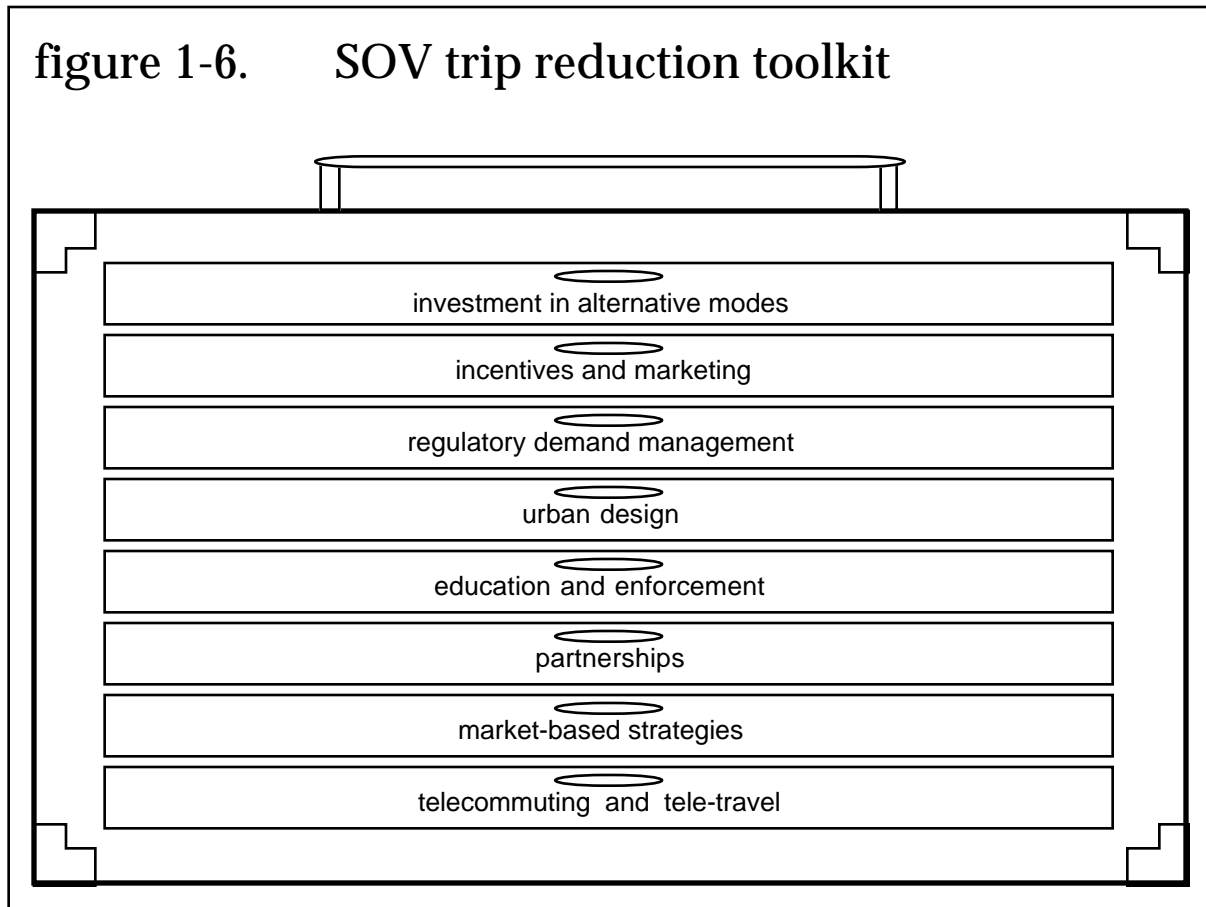 figure 1-6. SOV trip reduction toolkit
investment in alternative modes
incentives and marketing
regulatory demand management
urban design
education and enforcement
partnerships
market-based strategies
telecommuting and tele-travel